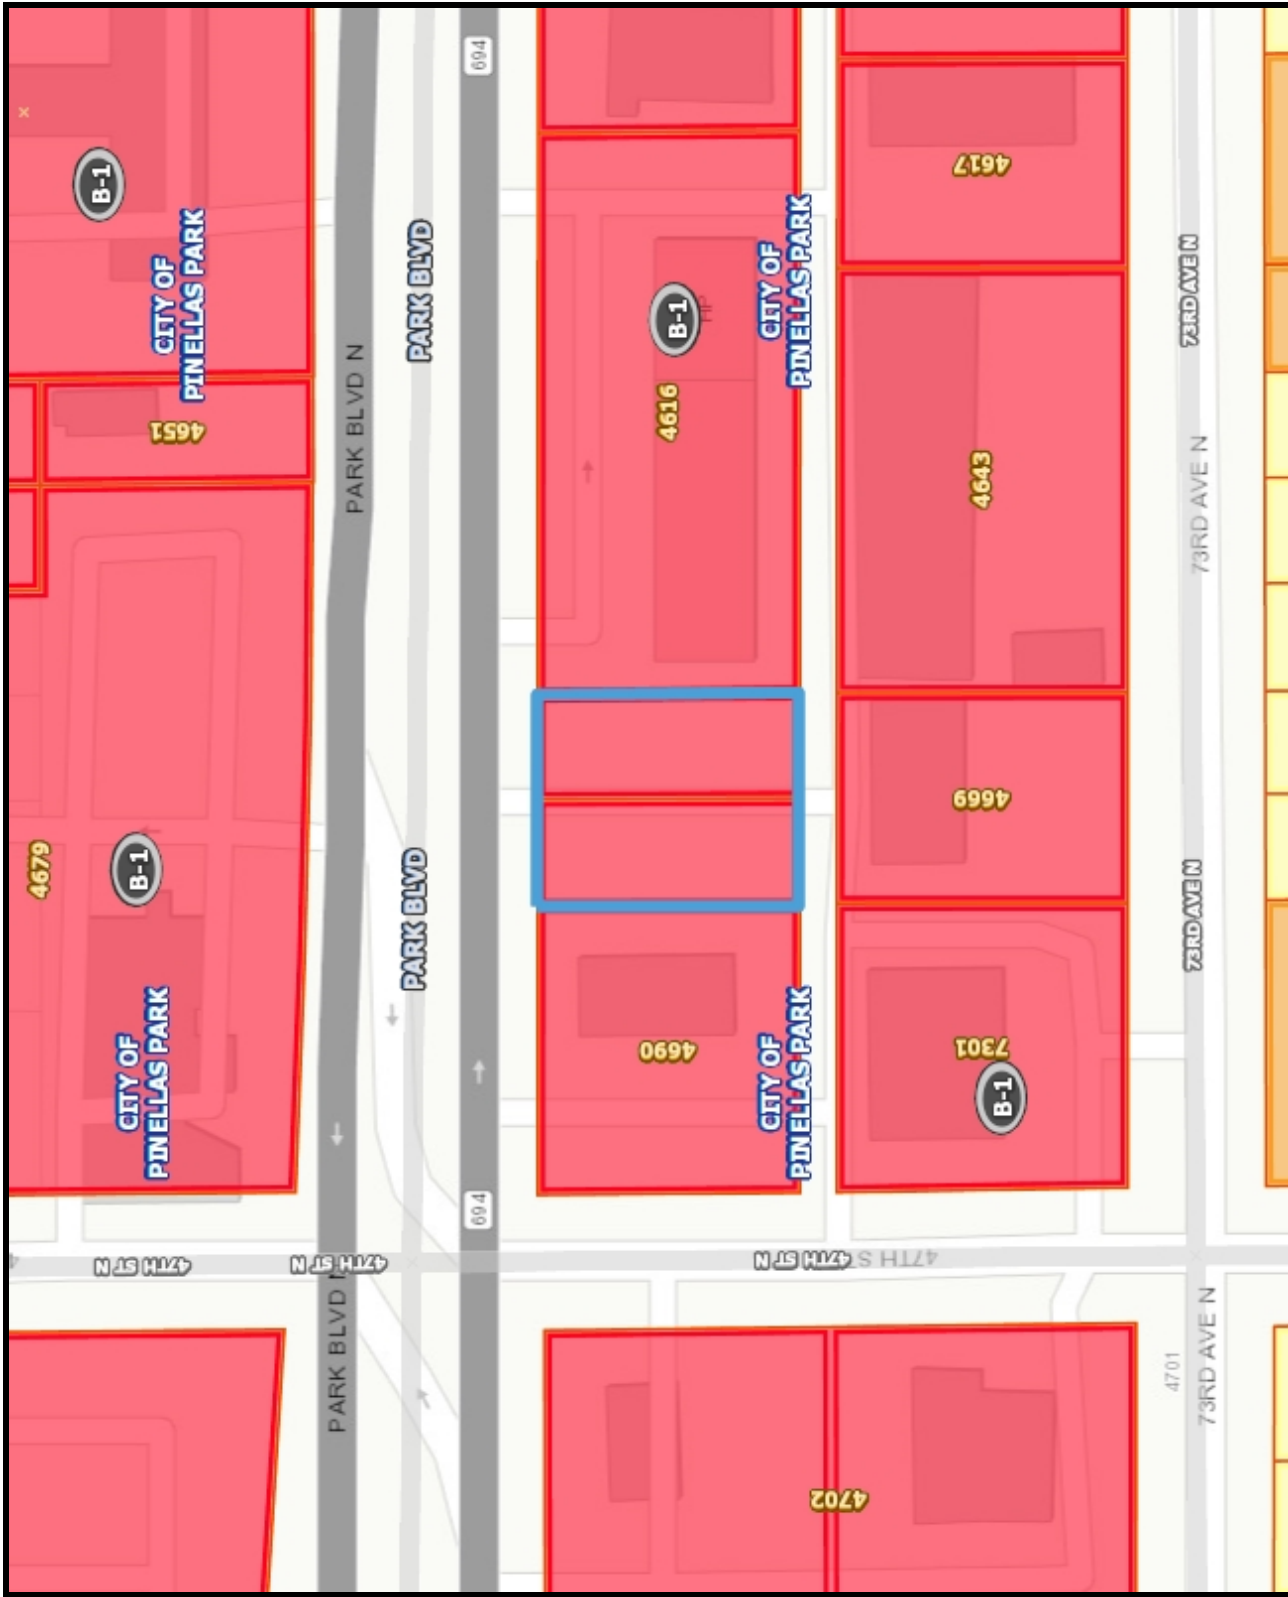 4679
B-1
B-1
CITY OF
PINELLAS PARK
CITY OF
PINELLAS PARK
4651
47TH ST N
47TH ST N
PARK BLVD N
PARK BLVD N
PARK BLVD
PARK BLVD
694
694
4690
4616
B-1
CITY OF
PINELLAS PARK
CITY OF
PINELLAS PARK
47TH ST N
47TH S
4702
7301
B-1
4669
4643
4617
4701
73RD AVE N
73RD AVE N
73RD AVE N
73RD AVE N